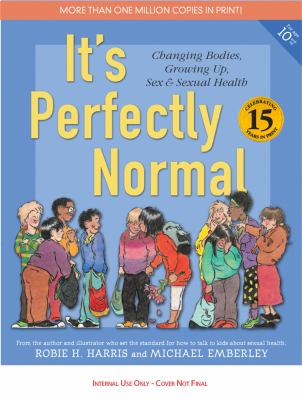 MORE THAN ONE MILLION COPIES IN PRINT!
It's
Perfectly
Normal
Changing Bodies,
Growing Up,
Sex & Sexual Health
CELEBRATING
15
YEARS IN PRINT
From the author and illustrator who set the standard for how to talk to kids about sexual health.
ROBIE H. HARRIS and MICHAEL EMBERLEY
INTERNAL USE ONLY - COVER NOT FINAL